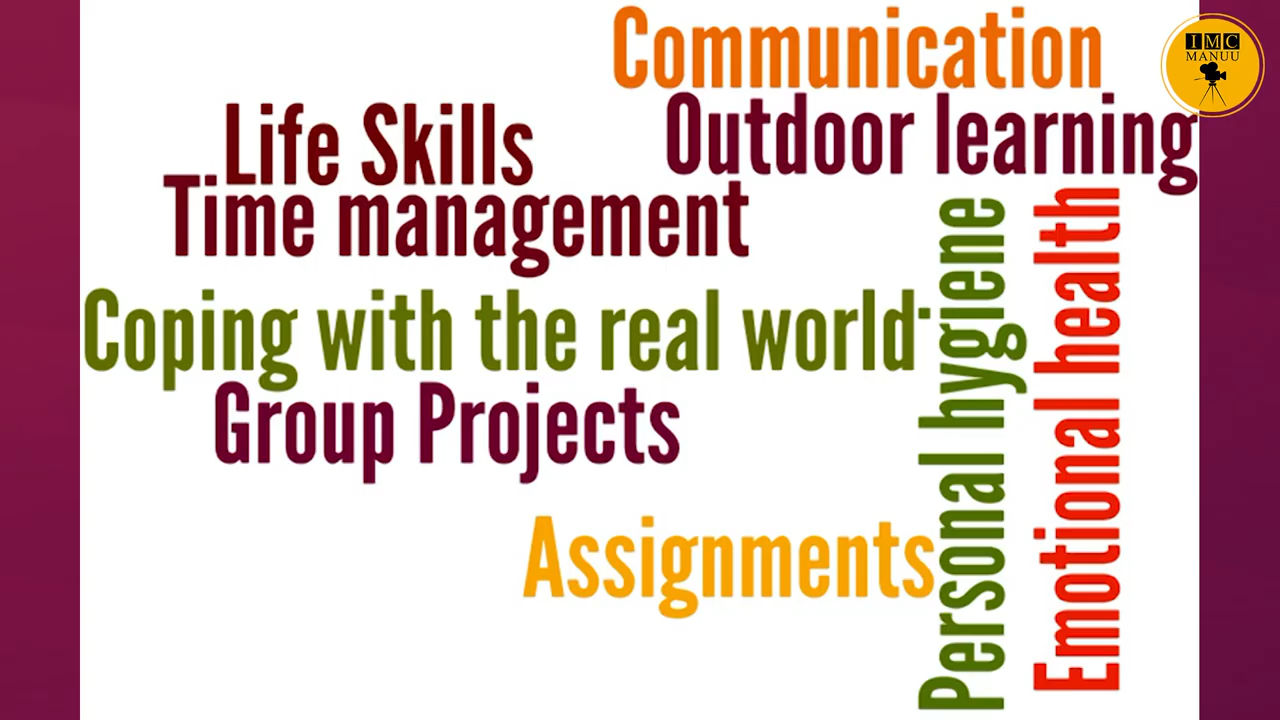 Communication
IMC
MANUU
Outdoor learning
Life Skills
Time management
Coping with the real world
Group Projects
Assignments
Personal hygiene
Emotional health